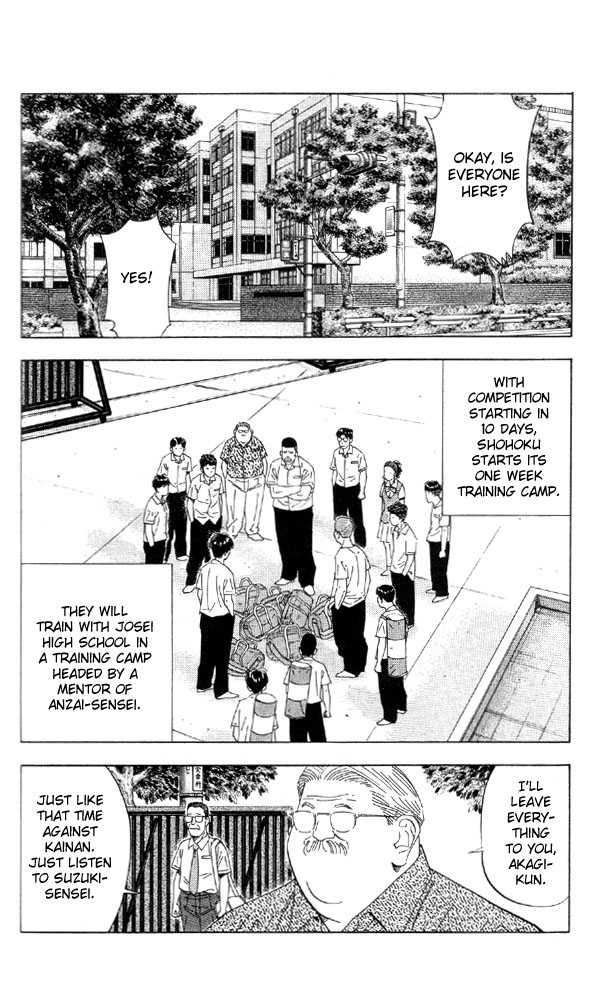 OKAY, IS
EVERYONE
HERE?
YES!
WITH
COMPETITION
STARTING IN
10 DAYS,
SHOHOKU
STARTS ITS
ONE WEEK
TRAINING CAMP.
THEY WILL
TRAIN WITH JOSEI
HIGH SCHOOL IN
A TRAINING CAMP
HEADED BY A
MENTOR OF
ANZAI-SENSEI.
I'LL
LEAVE
EVERY-
THING
TO YOU,
AKAGI-
KUN.
JUST LIKE
THAT TIME
AGAINST
KAINAN.
JUST LISTEN
TO SUZUKI-
SENSEI.